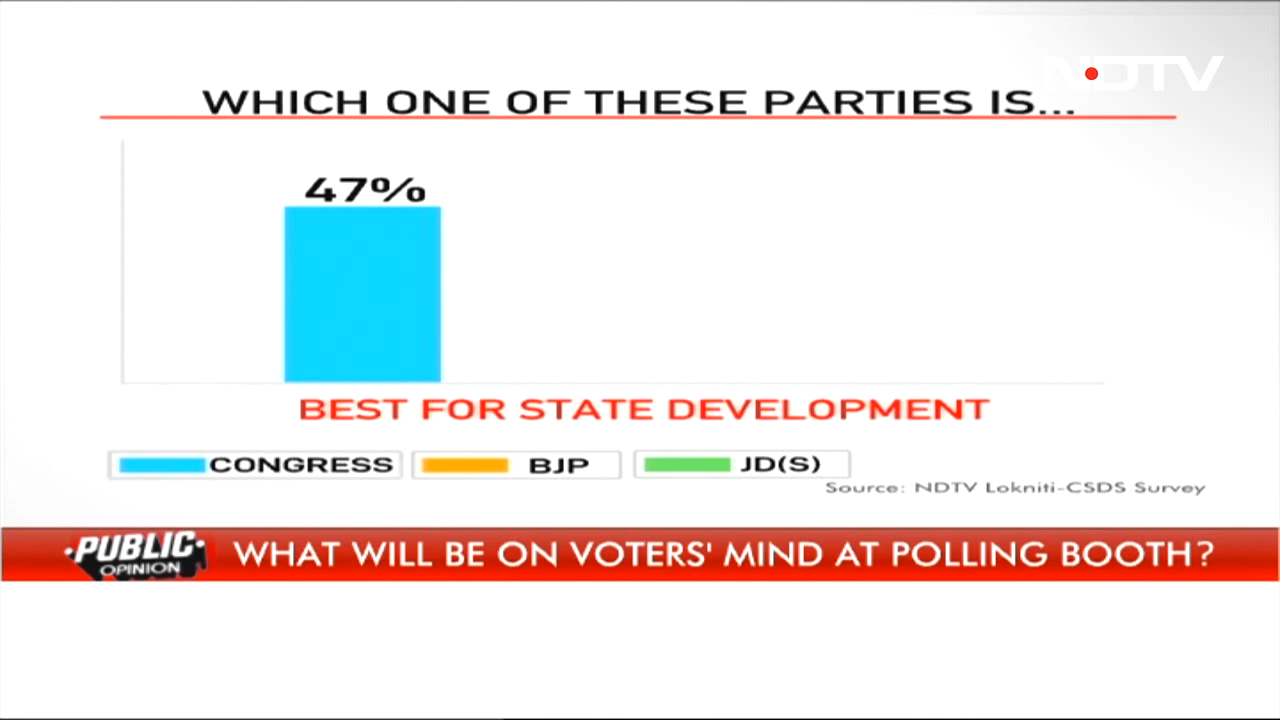 NDTV
WHICH ONE OF THESE PARTIES IS...
47%
BEST FOR STATE DEVELOPMENT
CONGRESS BJP JD(S)
Source: NDTV Lokniti-CSDS Survey
PUBLIC
OPINION
WHAT WILL BE ON VOTERS' MIND AT POLLING BOOTH?